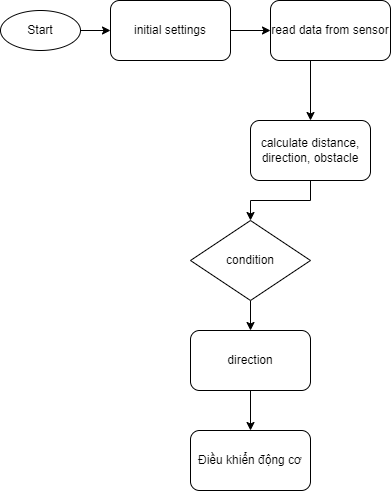 Start
initial settings
read data from sensor
calculate distance,
direction, obstacle
condition
direction
Điều khiển động cơ